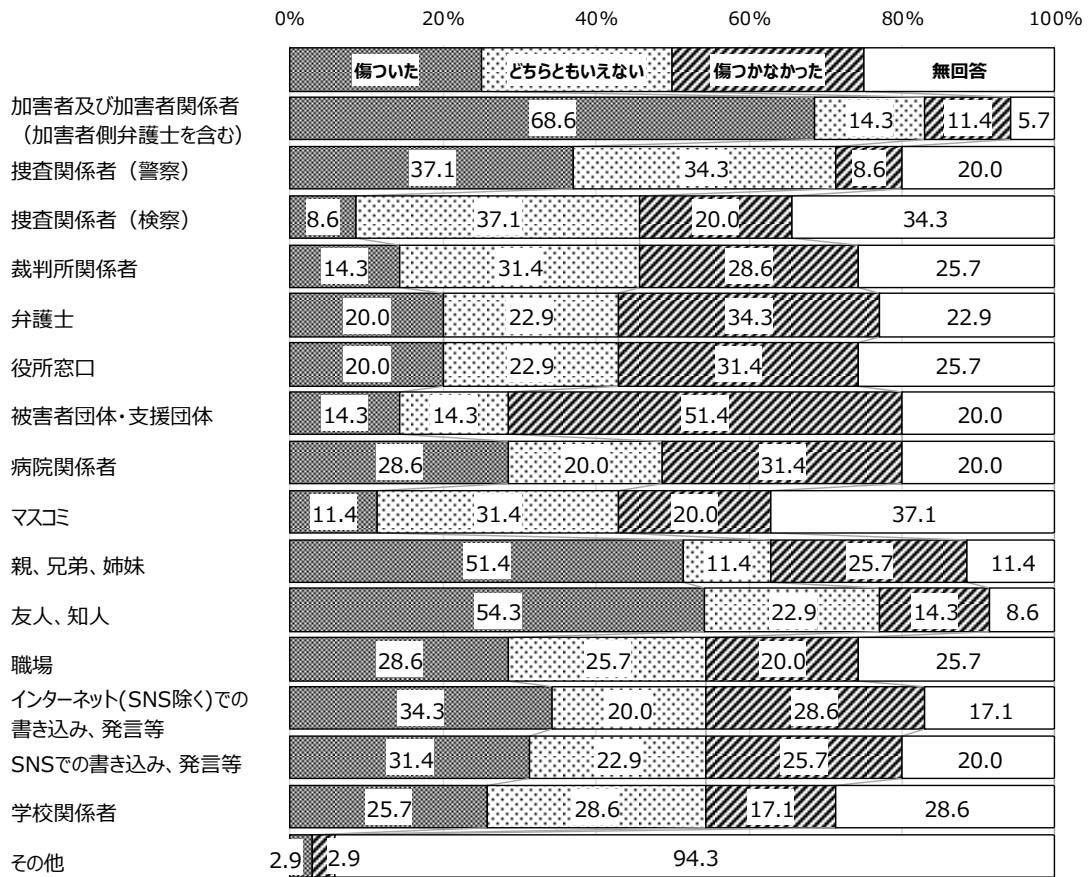 0% 20% 40% 60% 80% 100%
傷ついた どちらともいえない 傷つかなかった 無回答
加害者及び加害者関係者
（加害者側弁護士を含む） 68.6 14.3 11.4 5.7
捜査関係者（警察） 37.1 34.3 8.6 20.0
捜査関係者（検察） 8.6 37.1 20.0 34.3
裁判所関係者 14.3 31.4 28.6 25.7
弁護士 20.0 22.9 34.3 22.9
役所窓口 20.0 22.9 31.4 25.7
被害者団体・支援団体 14.3 14.3 51.4 20.0
病院関係者 28.6 20.0 31.4 20.0
マスコミ 11.4 31.4 20.0 37.1
親、兄弟、姉妹 51.4 11.4 25.7 11.4
友人、知人 54.3 22.9 14.3 8.6
職場 28.6 25.7 20.0 25.7
インターネット(SNS除く)での
書き込み、発言等 34.3 20.0 28.6 17.1
SNSでの書き込み、発言等 31.4 22.9 25.7 20.0
学校関係者 25.7 28.6 17.1 28.6
その他 2.9 2.9 94.3